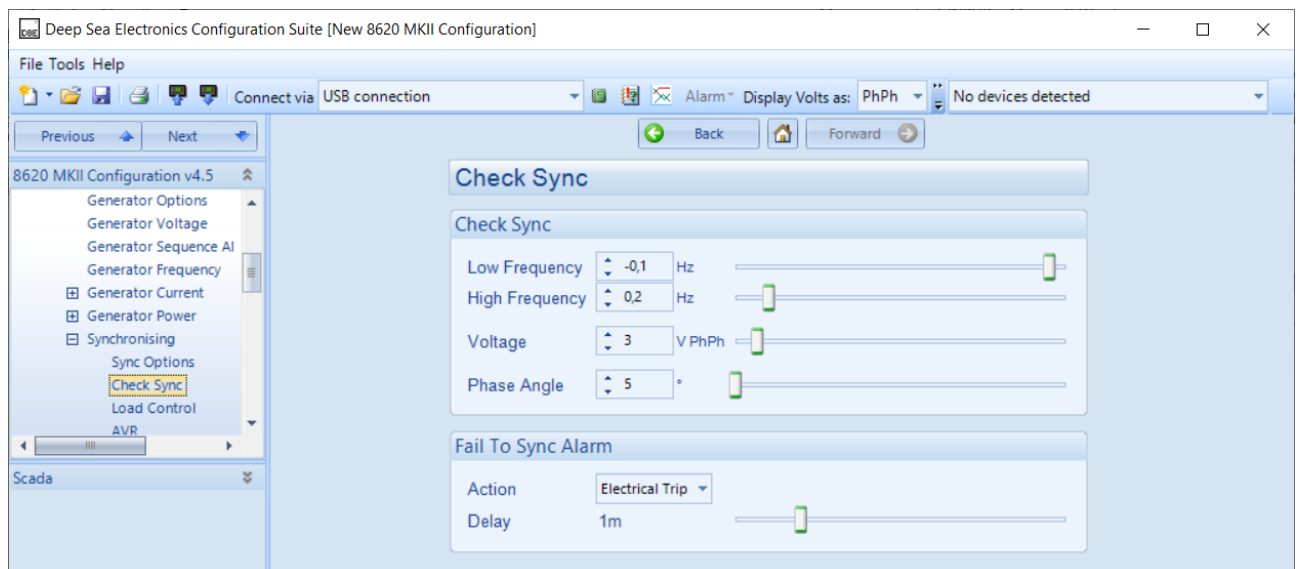 DSE Deep Sea Electronics Configuration Suite [New 8620 MKII Configuration]
File Tools Help
Connect via USB connection Alarm Display Volts as: PhPh No devices detected
Previous Next
Back Forward
8620 MKII Configuration v4.5
Generator Options
Generator Voltage
Generator Sequence Al
Generator Frequency
Generator Current
Generator Power
Synchronising
Sync Options
Check Sync
Load Control
AVR
Scada
Check Sync
Check Sync
Low Frequency -0,1 Hz
High Frequency 0,2 Hz
Voltage 3 V PhPh
Phase Angle 5 °
Fail To Sync Alarm
Action Electrical Trip
Delay 1m